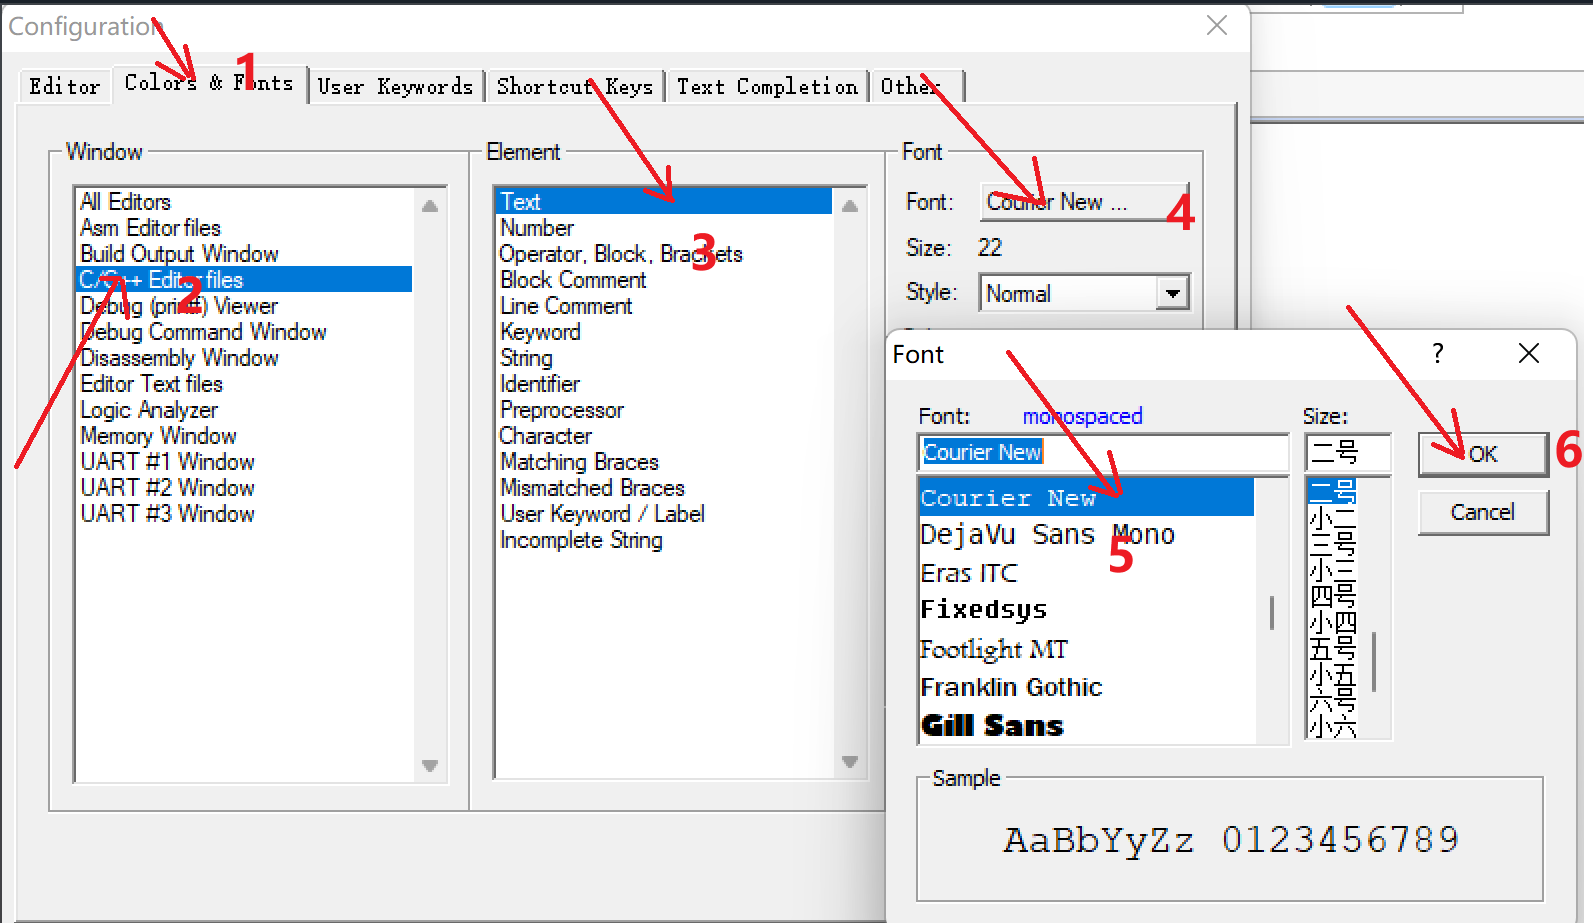 Configuration
1
Editor
Colors & Fonts
User Keywords
Shortcut Keys
Text Completion
Other
Window
All Editors
Asm Editor files
Build Output Window
C/C++ Editor files
2
Debug (printf) Viewer
Debug Command Window
Disassembly Window
Editor Text files
Logic Analyzer
Memory Window
UART #1 Window
UART #2 Window
UART #3 Window
Element
Text
Number
Operator, Block, Brackets
3
Block Comment
Line Comment
Keyword
String
Identifier
Preprocessor
Character
Matching Braces
Mismatched Braces
User Keyword / Label
Incomplete String
Font
Font: Courier New ...
4
Size: 22
Style: Normal
Font
?
Font: monospaced
Courier New
Courier New
DejaVu Sans Mono
5
Eras ITC
Fixedsys
Footlight MT
Franklin Gothic
Gill Sans
Size:
二号
二号
小二
三号
小三
四号
小四
五号
小五
六号
小六
OK
6
Cancel
Sample
AaBbYyZz 0123456789